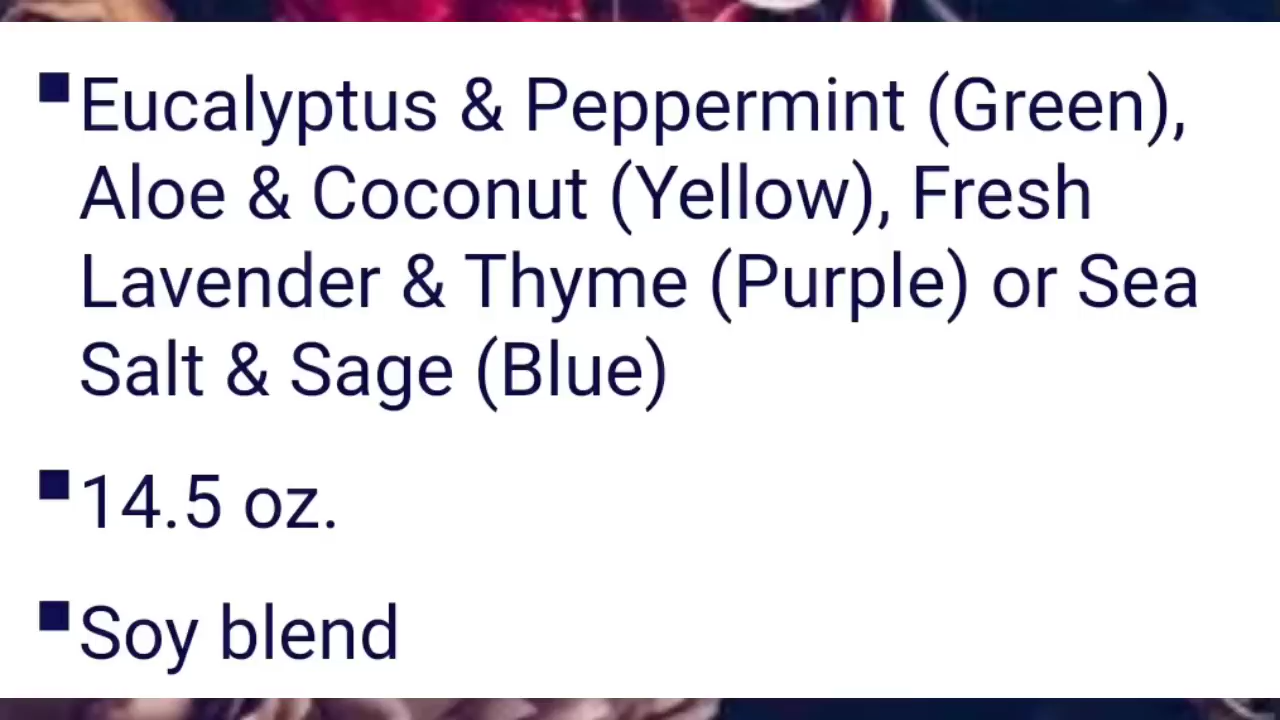 Eucalyptus & Peppermint (Green),
Aloe & Coconut (Yellow), Fresh
Lavender & Thyme (Purple) or Sea
Salt & Sage (Blue)
14.5 oz.
Soy blend